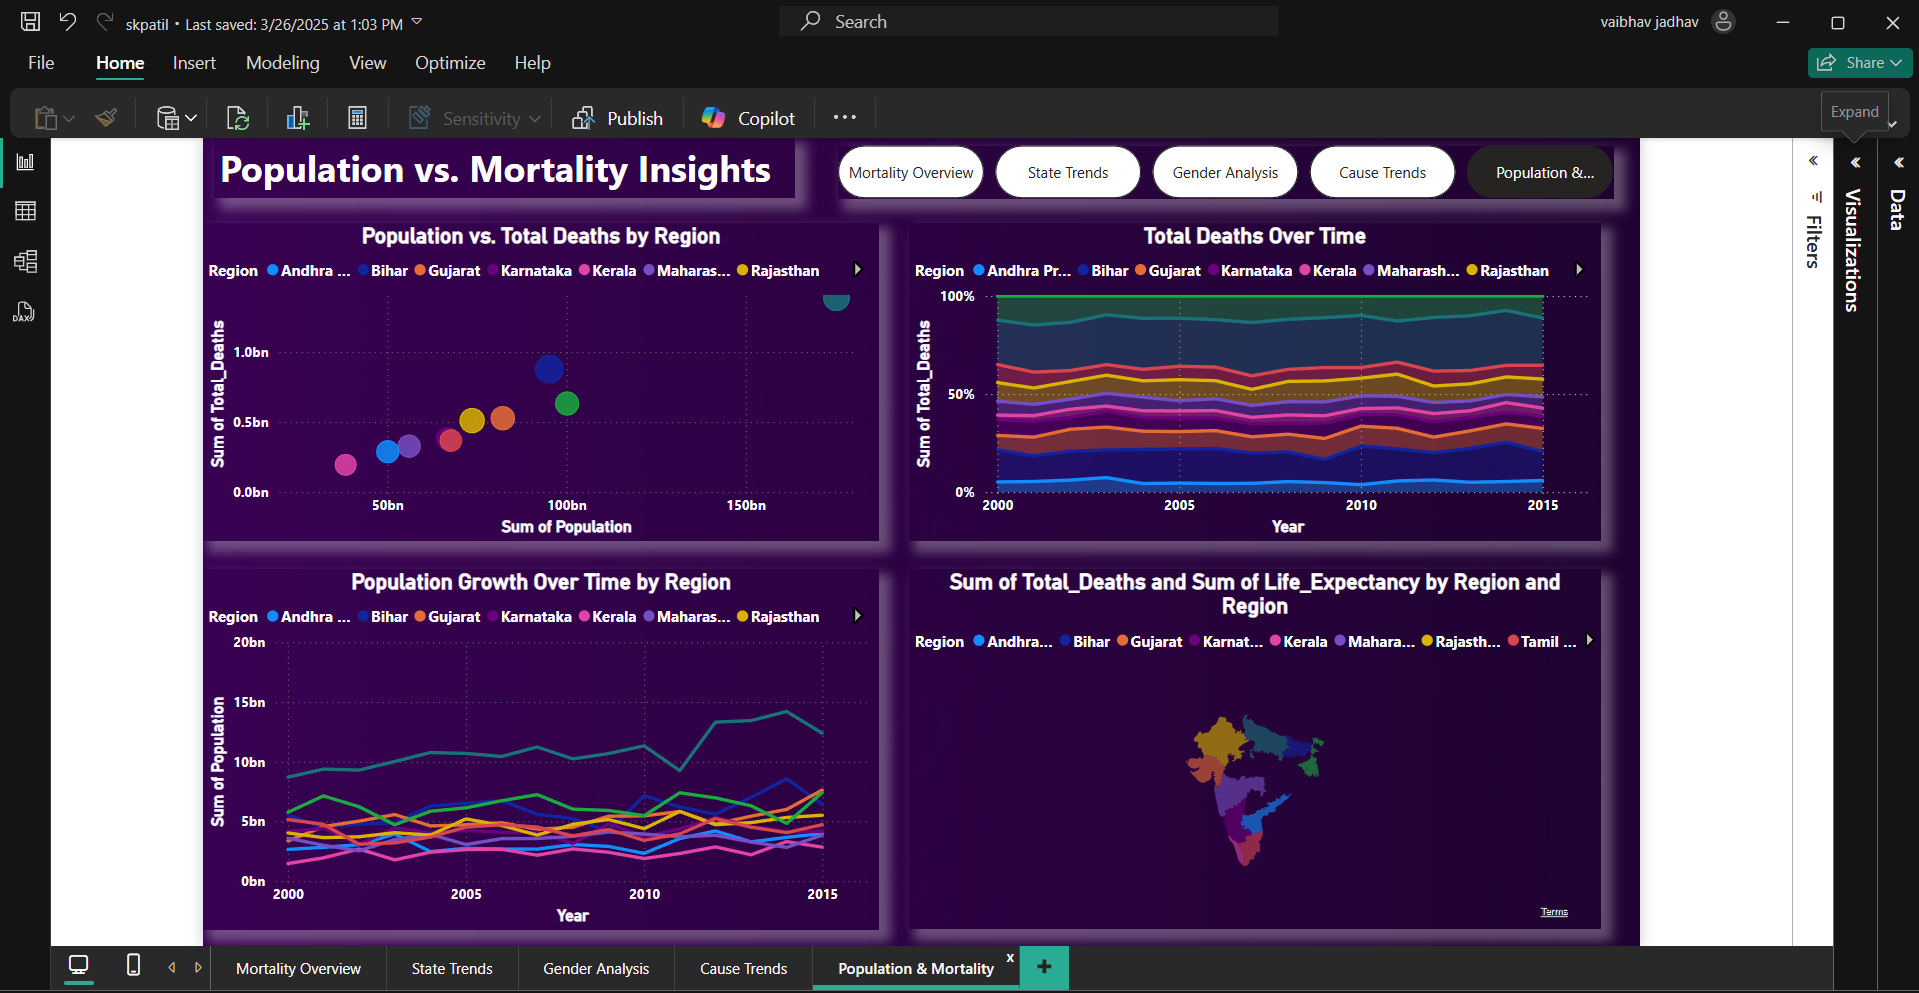 skpatil • Last saved: 3/26/2025 at 1:03 PM
Search
vaibhav jadhav
File Home Insert Modeling View Optimize Help
Share
Sensitivity
Publish
Copilot
Expand
Population vs. Mortality Insights
Mortality Overview
State Trends
Gender Analysis
Cause Trends
Population &...
Filters
Visualizations
Data
DAX
Population vs. Total Deaths by Region
Region Andhra ... Bihar Gujarat Karnataka Kerala Maharas... Rajasthan
Sum of Total_Deaths
1.0bn
0.5bn
0.0bn
50bn 100bn 150bn
Sum of Population
Total Deaths Over Time
Region Andhra Pr... Bihar Gujarat Karnataka Kerala Maharash... Rajasthan
Sum of Total_Deaths
100%
50%
0%
2000 2005 2010 2015
Year
Population Growth Over Time by Region
Region Andhra ... Bihar Gujarat Karnataka Kerala Maharas... Rajasthan
Sum of Population
20bn
15bn
10bn
5bn
0bn
2000 2005 2010 2015
Year
Sum of Total_Deaths and Sum of Life_Expectancy by Region and
Region
Region Andhra... Bihar Gujarat Karnat... Kerala Mahara... Rajasth... Tamil ...
Terms
Mortality Overview
State Trends
Gender Analysis
Cause Trends
Population & Mortality
x
+